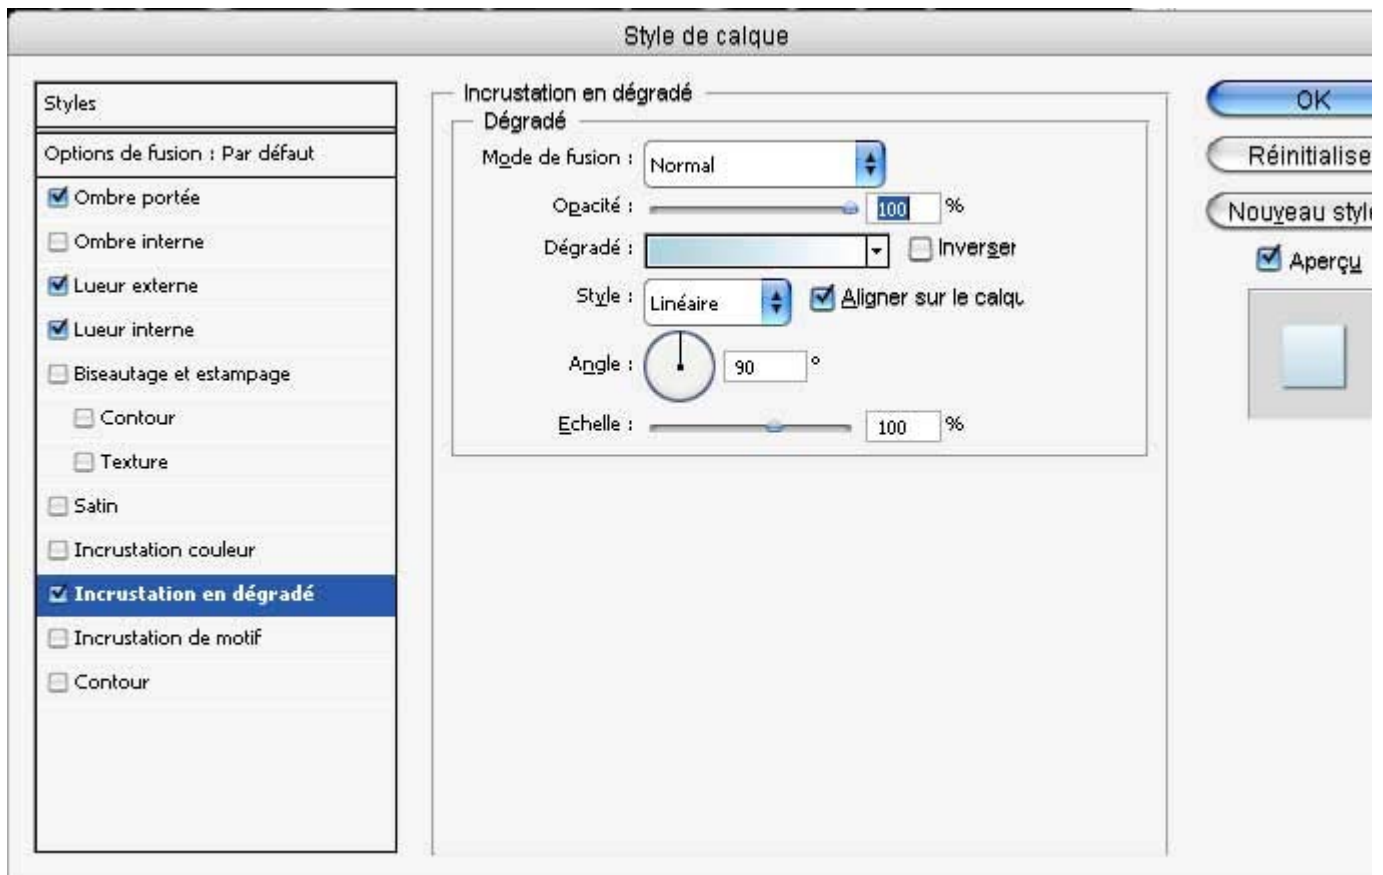 Style de calque
Styles
Options de fusion : Par défaut
Ombre portée
Ombre interne
Lueur externe
Lueur interne
Biseautage et estampage
Contour
Texture
Satin
Incrustation couleur
Incrustation en dégradé
Incrustation de motif
Contour
Incrustation en dégradé
Dégradé
Mode de fusion : Normal
Opacité : 100 %
Dégradé : Inverser
Style : Linéaire Aligner sur le calqu
Angle : 90 °
Echelle : 100 %
OK
Réinitialise
Nouveau style
Aperçu